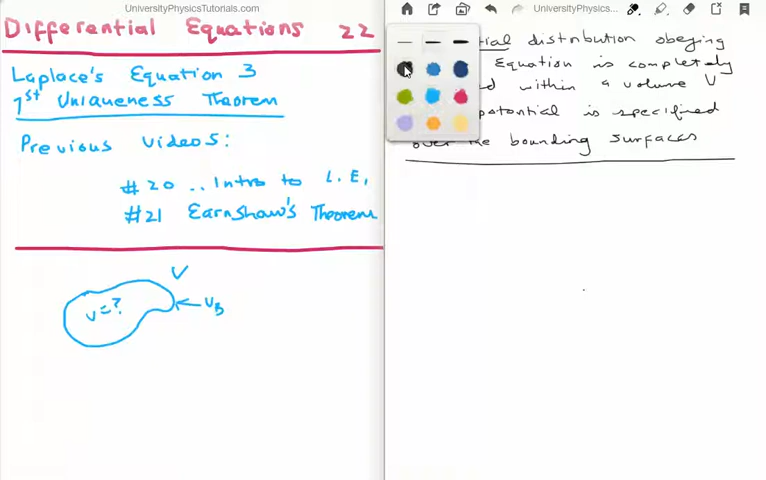 UniversityPhysicsTutorials.com
Differential Equations 22
Laplace's Equation 3
1st Uniqueness Theorem
Previous videos:
#20 .. Intro to L.E.
#21 Earnshaw's Theorem
V
V=?
VB
UniversityPhysics...
distribution obeying
Equation is completely
within a volume V
potential is specified
over the bounding surfaces